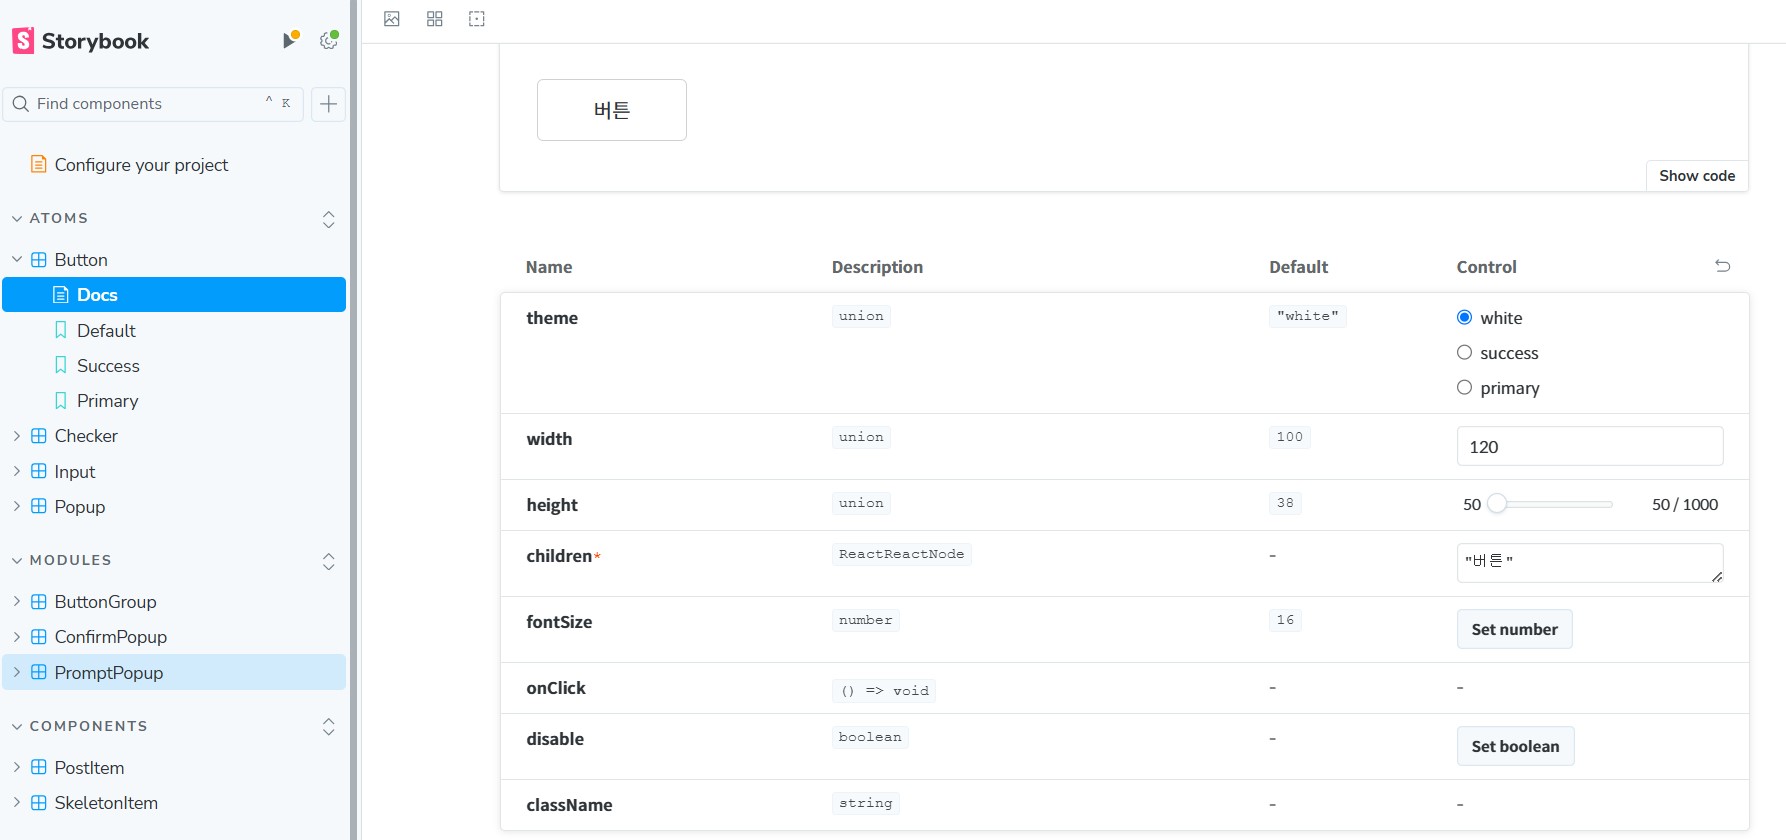 Storybook
Find components ^ K
Configure your project
ATOMS
Button
Docs
Default
Success
Primary
Checker
Input
Popup
MODULES
ButtonGroup
ConfirmPopup
PromptPopup
COMPONENTS
PostItem
SkeletonItem
버튼
Show code
Name Description Default Control
theme union "white" white
success
primary
width union 100 120
height union 38 50 50 / 1000
children* ReactReactNode - "버튼"
fontSize number 16 Set number
onClick () => void - -
disable boolean - Set boolean
className string - -